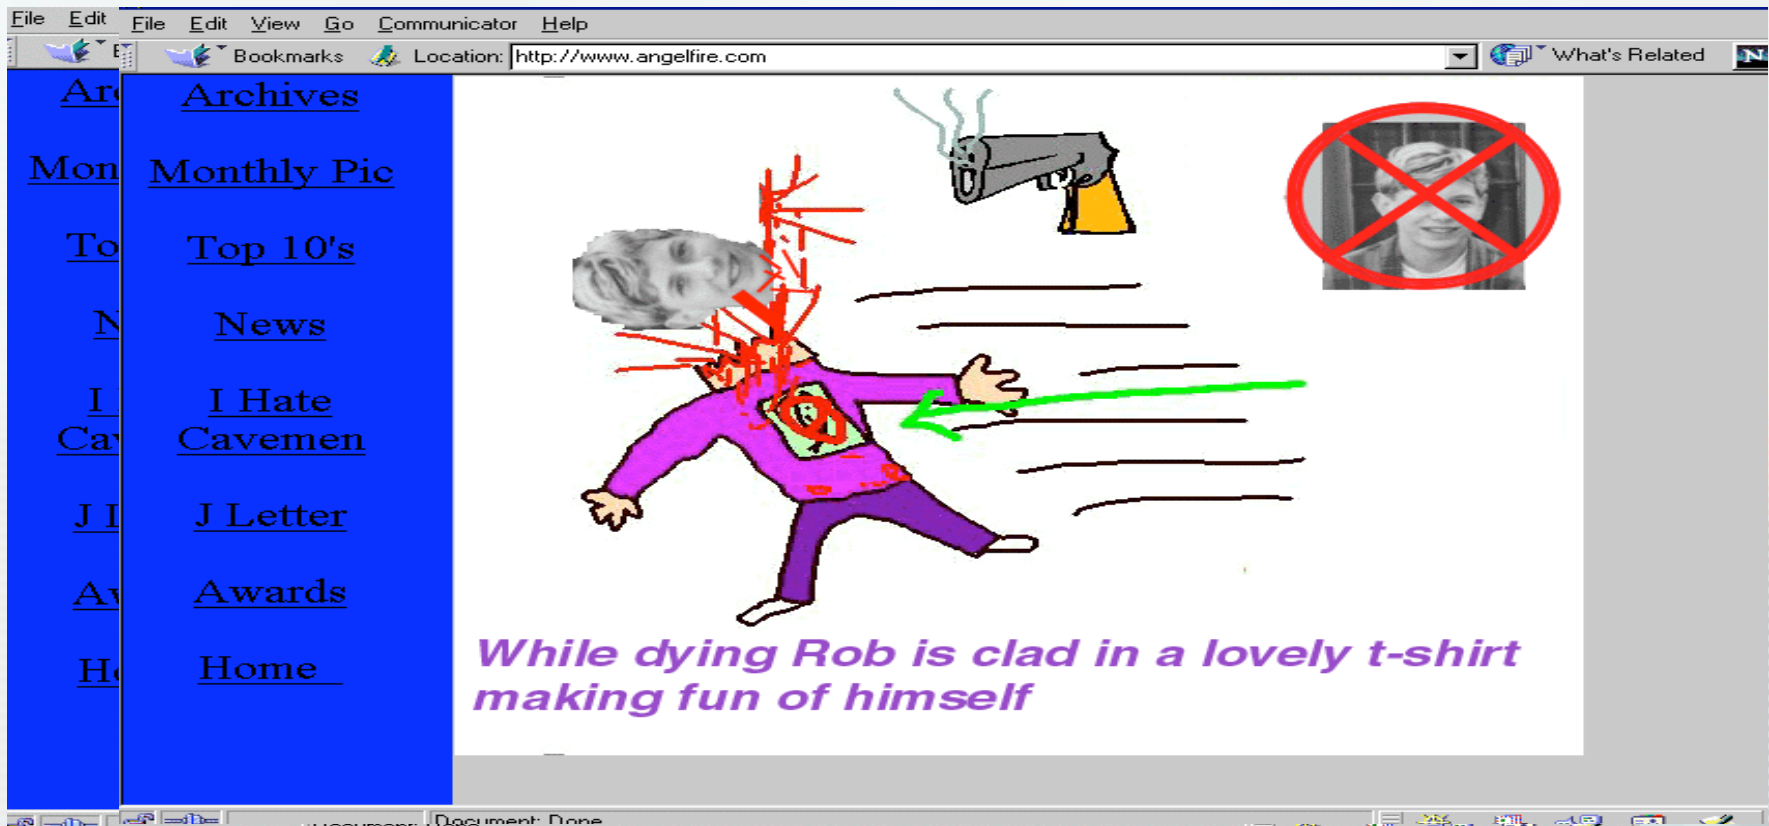 File Edit
File Edit View Go Communicator Help
Bookmarks Location: http://www.angelfire.com What's Related N
Archives
Monthly Pic
Top 10's
News
I Hate
Cavemen
J Letter
Awards
Home
While dying Rob is clad in a lovely t-shirt
making fun of himself
Document: Done